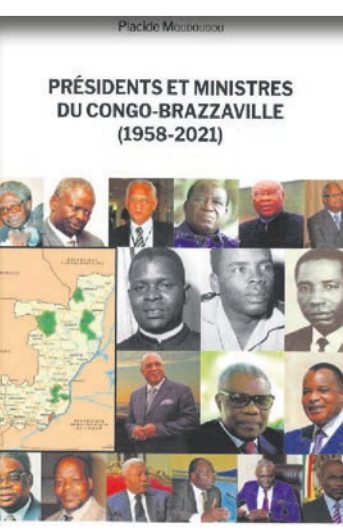 Placide MOUDOUDOU
PRÉSIDENTS ET MINISTRES
DU CONGO-BRAZZAVILLE
(1958-2021)